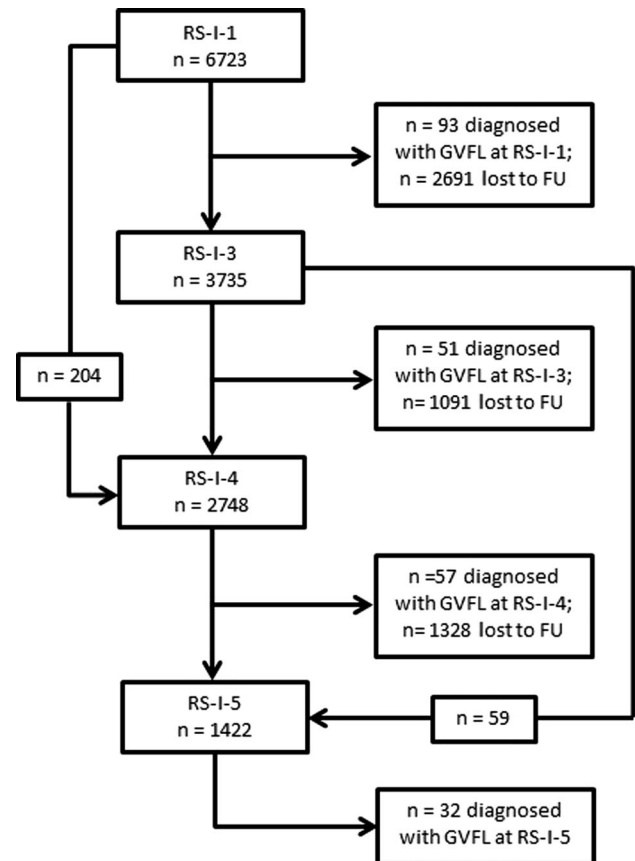 RS-I-1
n = 6723
n = 93 diagnosed
with GVFL at RS-I-1;
n = 2691 lost to FU
RS-I-3
n = 3735
n = 51 diagnosed
with GVFL at RS-I-3;
n= 1091 lost to FU
n = 204
RS-I-4
n = 2748
n =57 diagnosed
with GVFL at RS-I-4;
n= 1328 lost to FU
RS-I-5
n = 1422
n = 59
n = 32 diagnosed
with GVFL at RS-I-5